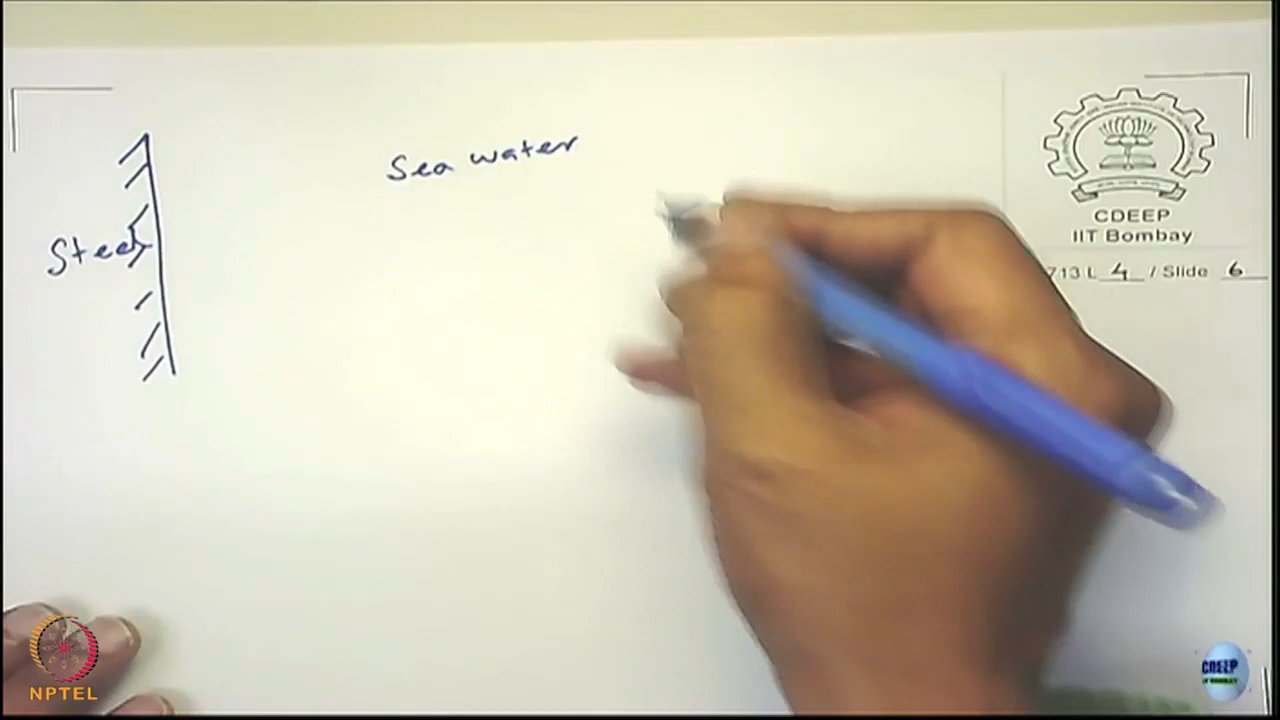 Sea water
Steel
CDEEP
IIT Bombay
713 L 4 / Slide 6
NPTEL
CDEEP